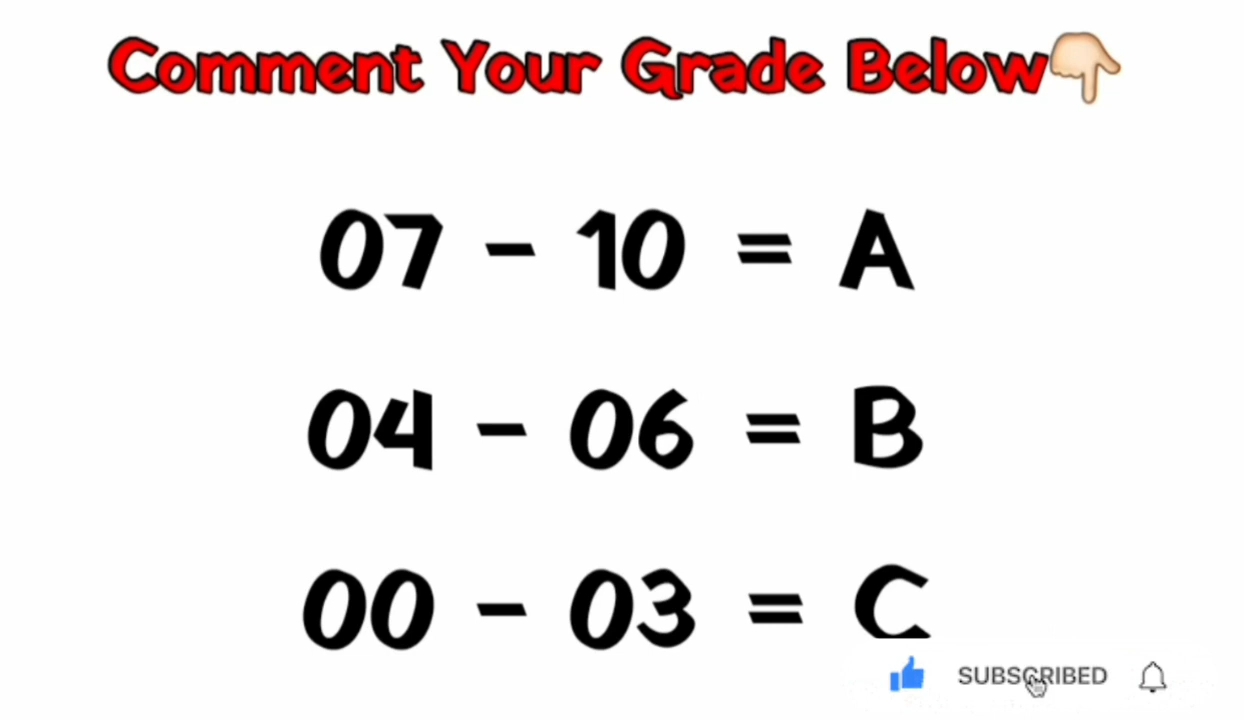 Comment Your Grade Below👇
07 - 10 = A
04 - 06 = B
00 - 03 = C
SUBSCRIBED